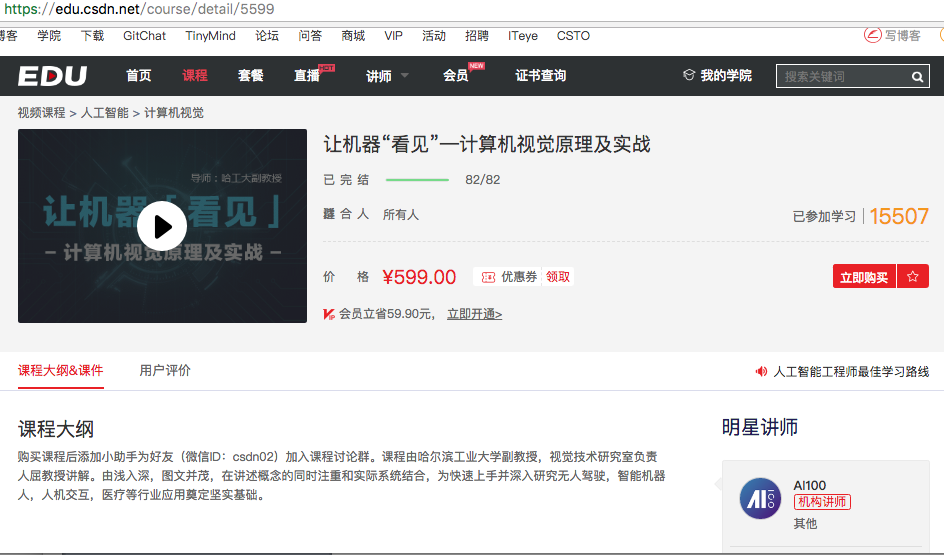 https://edu.csdn.net/course/detail/5599
博客 学院 下载 GitChat TinyMind 论坛 问答 商城 VIP 活动 招聘 ITeye CSTO 写博客
EDU 首页 课程 套餐 直播 HOT 讲师 会员 NEW 证书查询 我的学院 搜索关键词
视频课程 > 人工智能 > 计算机视觉
导师：哈工大副教授
让机器「看见」
- 计算机视觉原理及实战 -
让机器“看见”—计算机视觉原理及实战
已完结 82/82
合人 所有人
已参加学习 15507
价 格 ¥599.00 优惠券 领取
立即购买
VIP 会员立省59.90元， 立即开通>
课程大纲&课件 用户评价
人工智能工程师最佳学习路线
课程大纲
购买课程后添加小助手为好友（微信ID：csdn02）加入课程讨论群。课程由哈尔滨工业大学副教授，视觉技术研究室负责
人屈教授讲解。由浅入深，图文并茂，在讲述概念的同时注重和实际系统结合，为快速上手并深入研究无人驾驶，智能机器
人，人机交互，医疗等行业应用奠定坚实基础。
明星讲师
AI100
AI100
机构讲师
其他